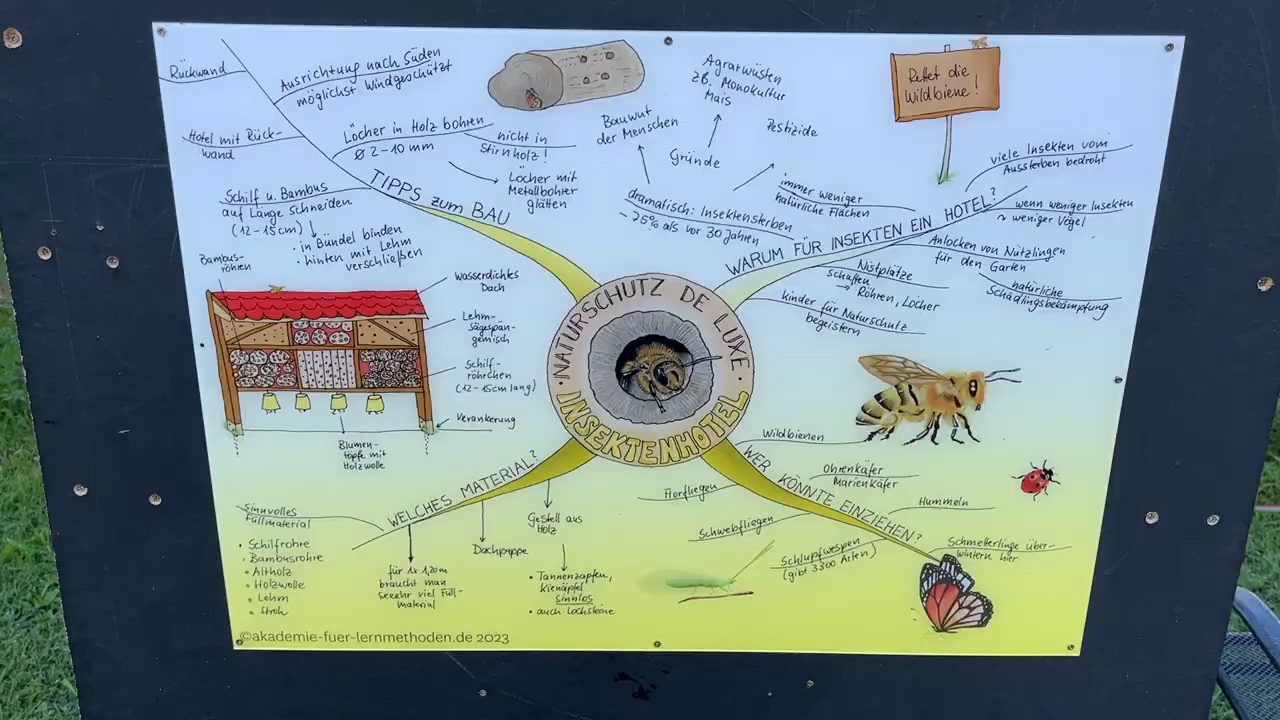 NATURSCHUTZ DE LUXE
INSEKTENHOTEL
TIPPS zum BAU
Rückwand
Ausrichtung nach Süden
möglichst windgeschützt
Hotel mit Rück-
wand
Löcher in Holz bohren
Ø 2-10 mm
nicht in
Stirnholz!
Löcher mit
Metallbohrer
glätten
Schilf u. Bambus
auf Länge schneiden
(12-15cm)
· in Bündel binden
· hinten mit Lehm
verschließen
Bambus-
röhren
wasserdichtes
Dach
Lehm-
Sägespän-
gemisch
Schilf-
röhrchen
(12-15cm lang)
Verankerung
Blumen-
töpfe mit
Holzwolle
Rettet die
Wildbiene!
WARUM FÜR INSEKTEN EIN HOTEL?
viele Insekten vom
Aussterben bedroht
wenn weniger Insekten
weniger Vögel
immer weniger
natürliche Flächen
dramatisch: Insektensterben
- 25% als vor 30 Jahren
Gründe
Bauwut
der Menschen
Agrarwüsten
zB. Monokultur
Mais
Pestizide
Anlocken von Nützlingen
für den Garten
natürliche
Schädlingsbekämpfung
Nistplätze
schaffen
→ Röhren, Löcher
Kinder für Naturschutz
begeistern
WELCHES MATERIAL?
Sinnvolles
Füllmaterial
• Schilfrohre
• Bambusrohre
• Altholz
• Holzwolle
• Lehm
• Stroh
für 1x 1,20m
braucht man
seeehr viel Füll-
material
Dachpappe
Gestell aus
Holz
• Tannenzapfen,
Kienäpfel
sinnlos
• auch Lochsteine
WER KÖNNTE EINZIEHEN?
Wildbienen
Ohrenkäfer
Marienkäfer
Florfliegen
Hummeln
Schwebfliegen
Schlupfwespen
(gibt 3300 Arten)
Schmetterlinge über-
wintern hier
©akademie-fuer-lernmethoden.de 2023